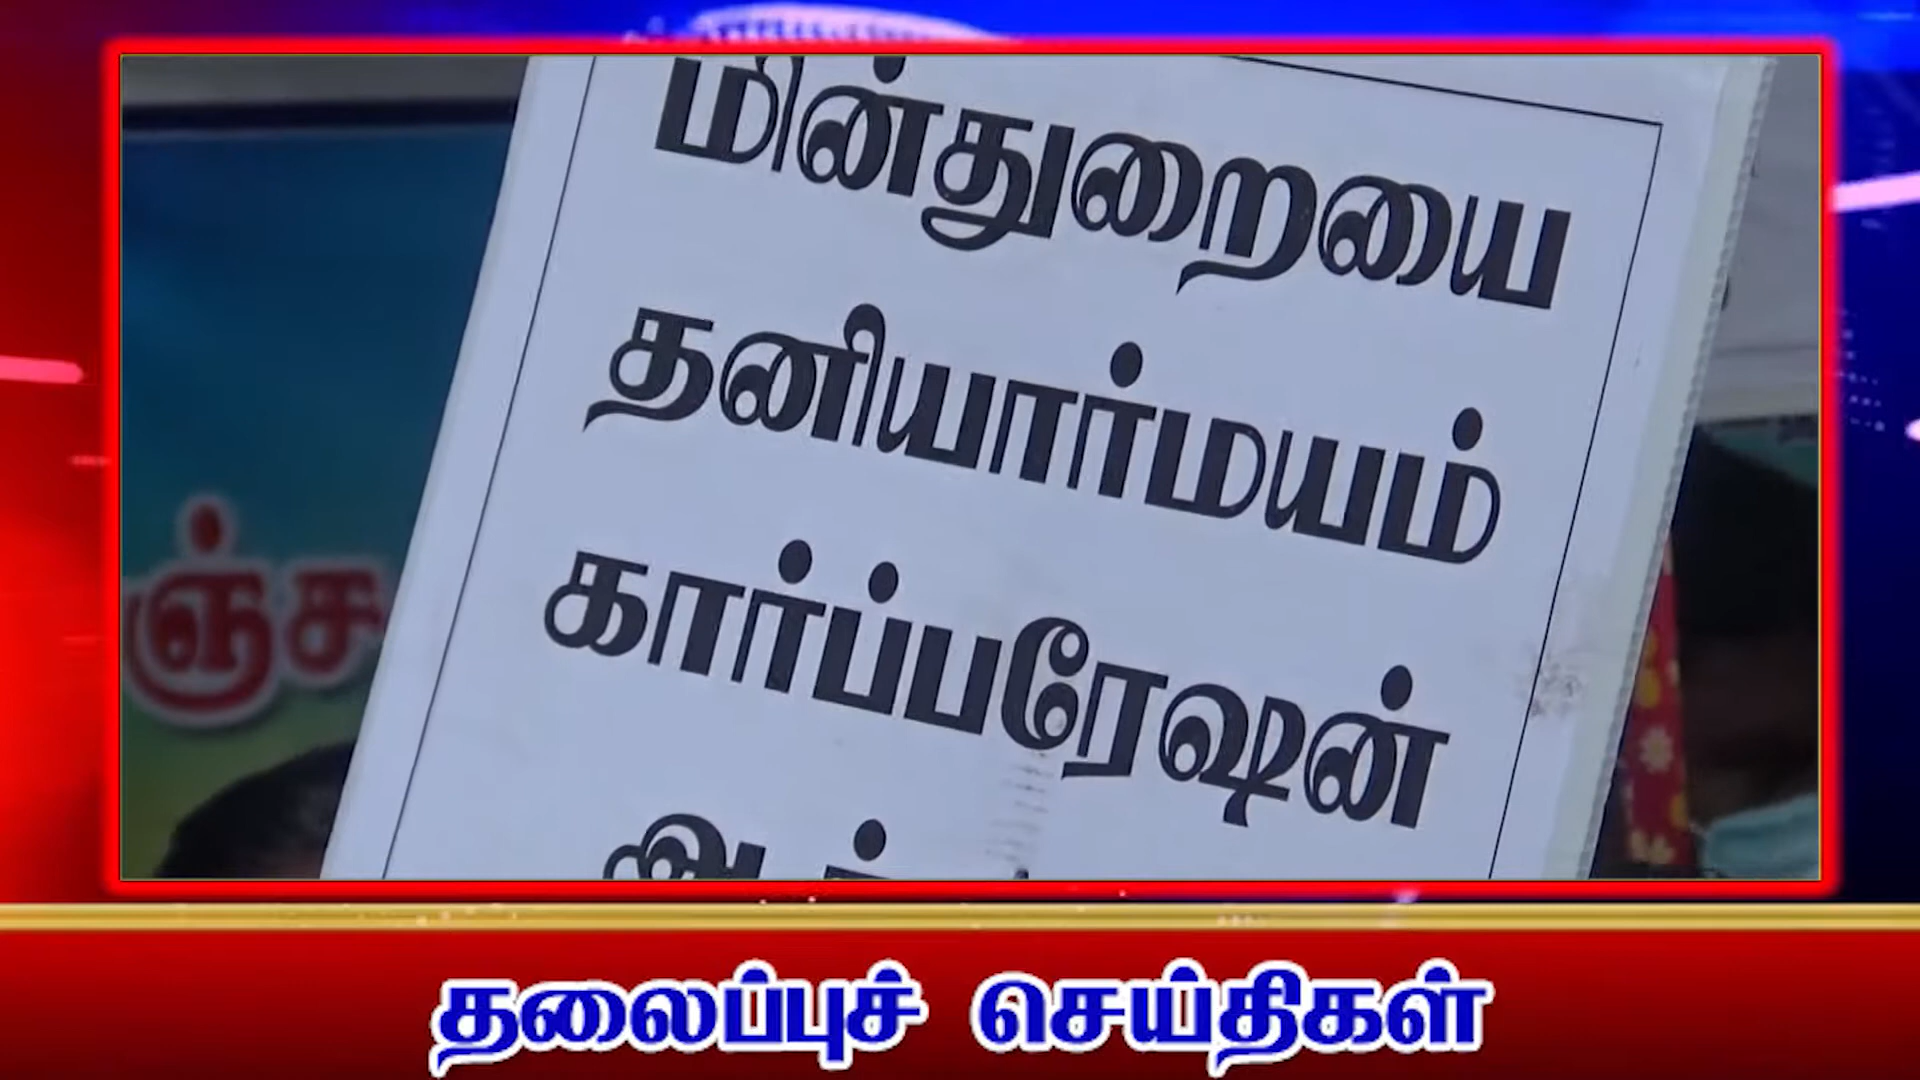 மின்துறையை
தனியார்மயம்
கார்ப்பரேஷன்
ஞ்ச
தலைப்புச் செய்திகள்